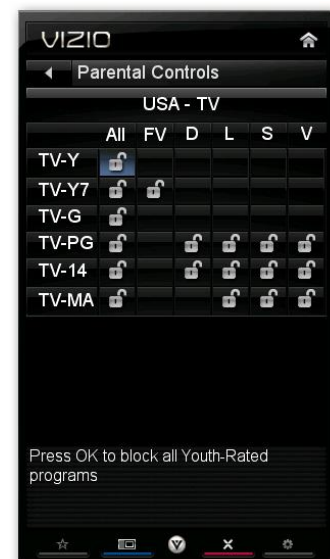 VIZIO
Parental Controls
USA - TV
All FV D L S V
TV-Y
TV-Y7
TV-G
TV-PG
TV-14
TV-MA
Press OK to block all Youth-Rated
programs